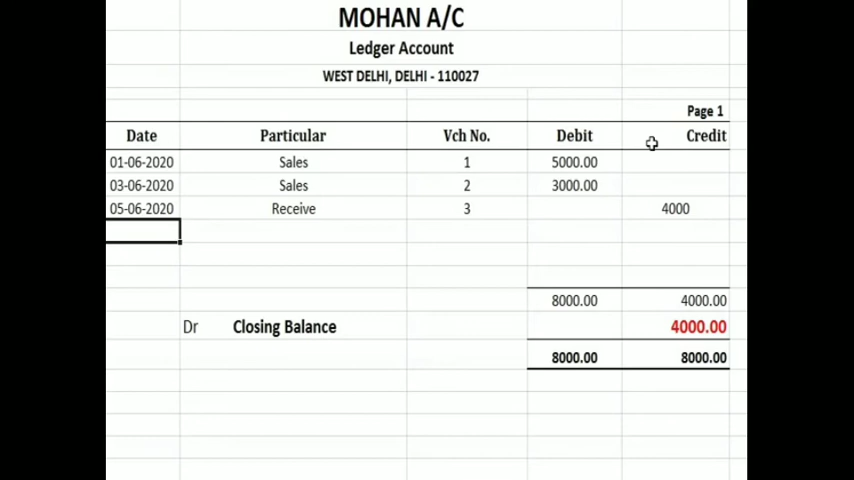 MOHAN A/C
Ledger Account
WEST DELHI, DELHI - 110027
Page 1
Date Particular Vch No. Debit Credit
01-06-2020 Sales 1 5000.00
03-06-2020 Sales 2 3000.00
05-06-2020 Receive 3 4000
8000.00 4000.00
Dr Closing Balance 4000.00
8000.00 8000.00